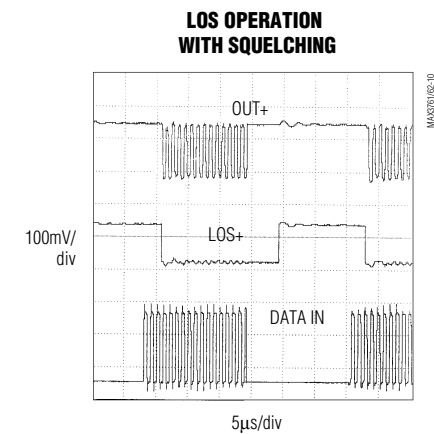 LOS OPERATION
WITH SQUELCHING
MAX3761/62-10
OUT+
100mV/
div
LOS+
DATA IN
5µs/div